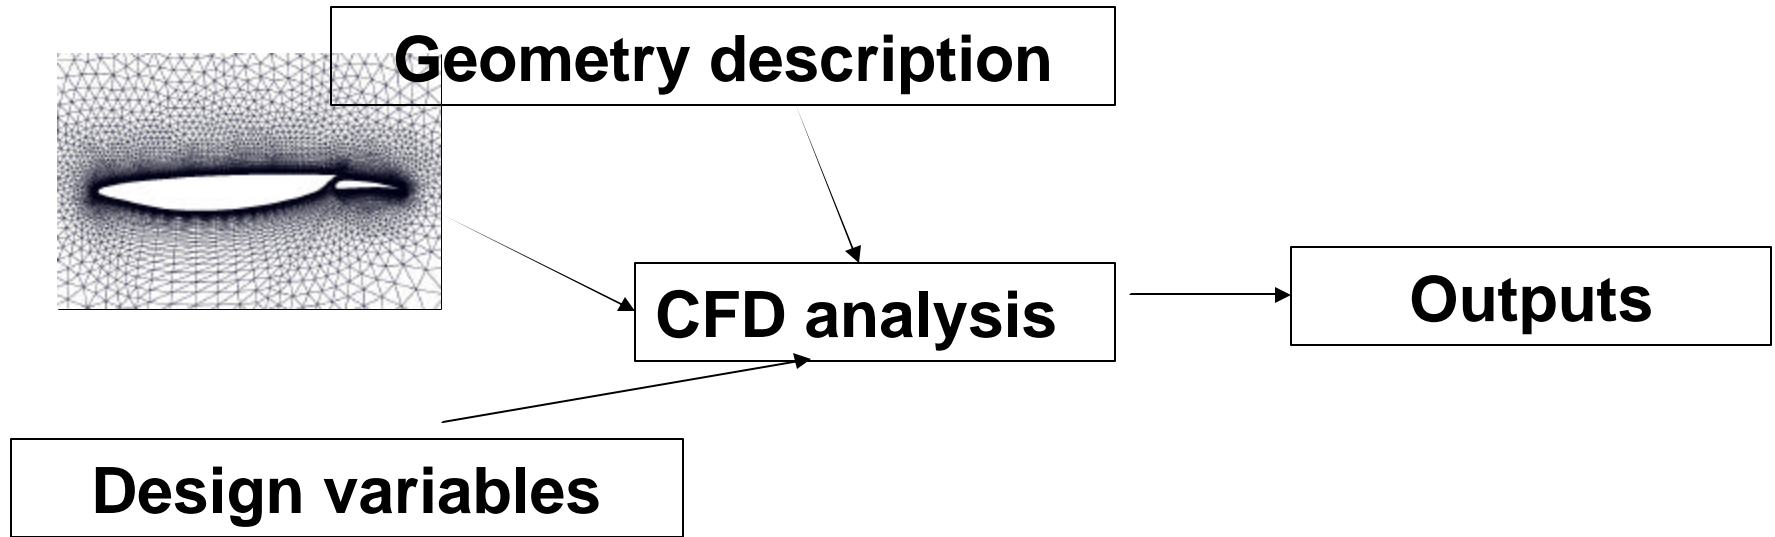 Geometry description
CFD analysis
Outputs
Design variables